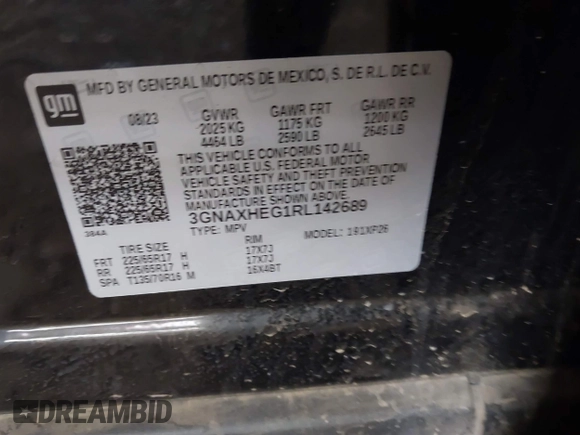 gm
MFD BY GENERAL MOTORS DE MEXICO, S. DE R.L. DE C.V.
08/23 GVWR GAWR FRT GAWR RR
2025 KG 1175 KG 1200 KG
4464 LB 2590 LB 2645 LB
THIS VEHICLE CONFORMS TO ALL
APPLICABLE U.S. FEDERAL MOTOR
VEHICLE SAFETY AND THEFT PREVENTION
STANDARDS IN EFFECT ON THE DATE OF
MANUFACTURE SHOWN ABOVE
3GNAXHEG1RL142689
384A
TYPE: MPV MODEL: 191XP26
TIRE SIZE RIM
FRT 225/65R17 H 17X7J
RR 225/65R17 H 17X7J
SPA T135/70R16 M 16X4BT
DREAMBID